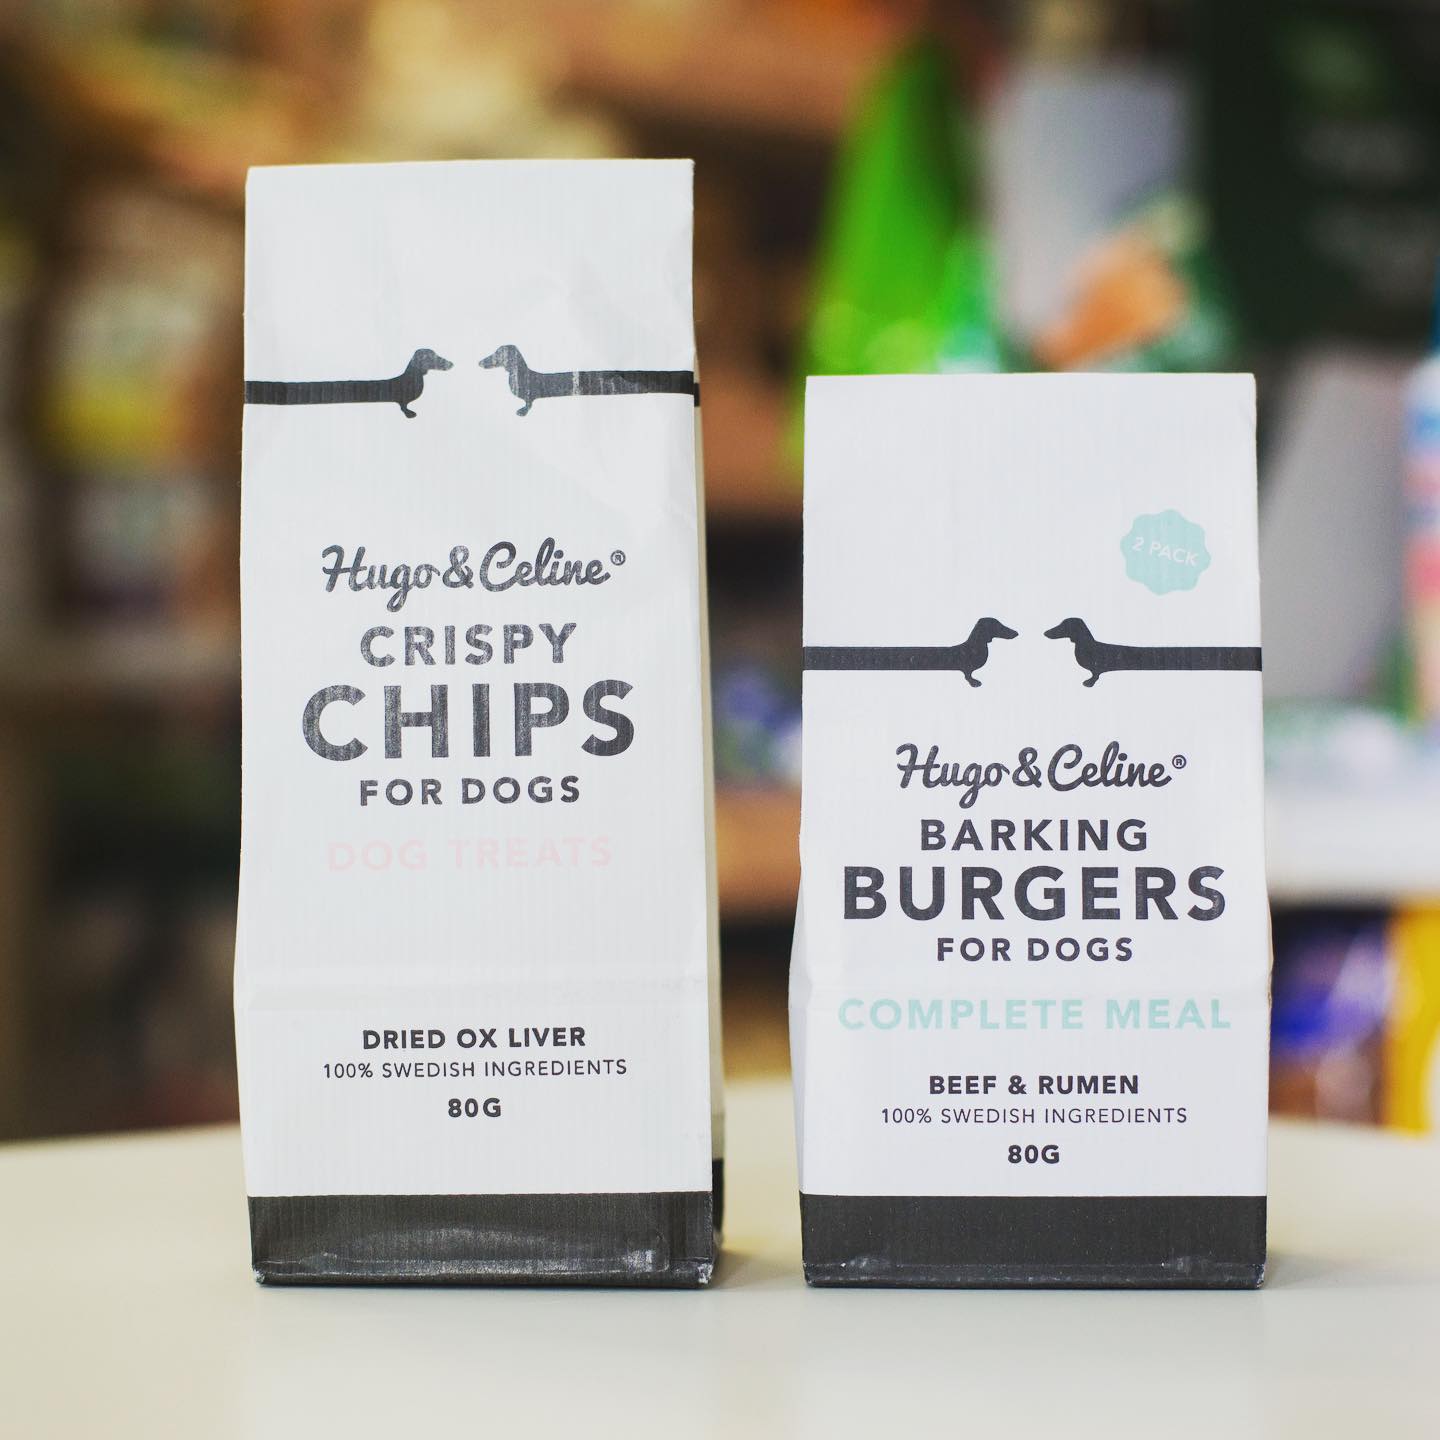 Hugo & Celine®
CRISPY
CHIPS
FOR DOGS
DOG TREATS
DRIED OX LIVER
100% SWEDISH INGREDIENTS
80G
2 PACK
Hugo & Celine®
BARKING
BURGERS
FOR DOGS
COMPLETE MEAL
BEEF & RUMEN
100% SWEDISH INGREDIENTS
80G